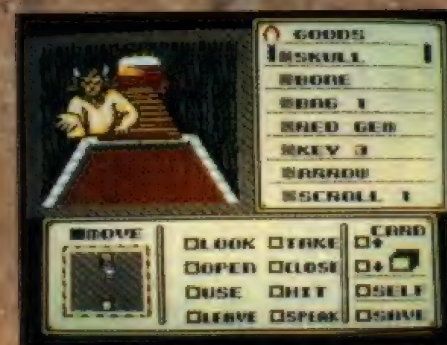 GOODS
SKULL
BONE
BAG 1
RED GEM
KEY 3
ARROW
SCROLL 1
MOVE
LOOK TAKE
OPEN CLOSE
USE HIT
LEAVE SPEAK
CARD
SELF
SAVE